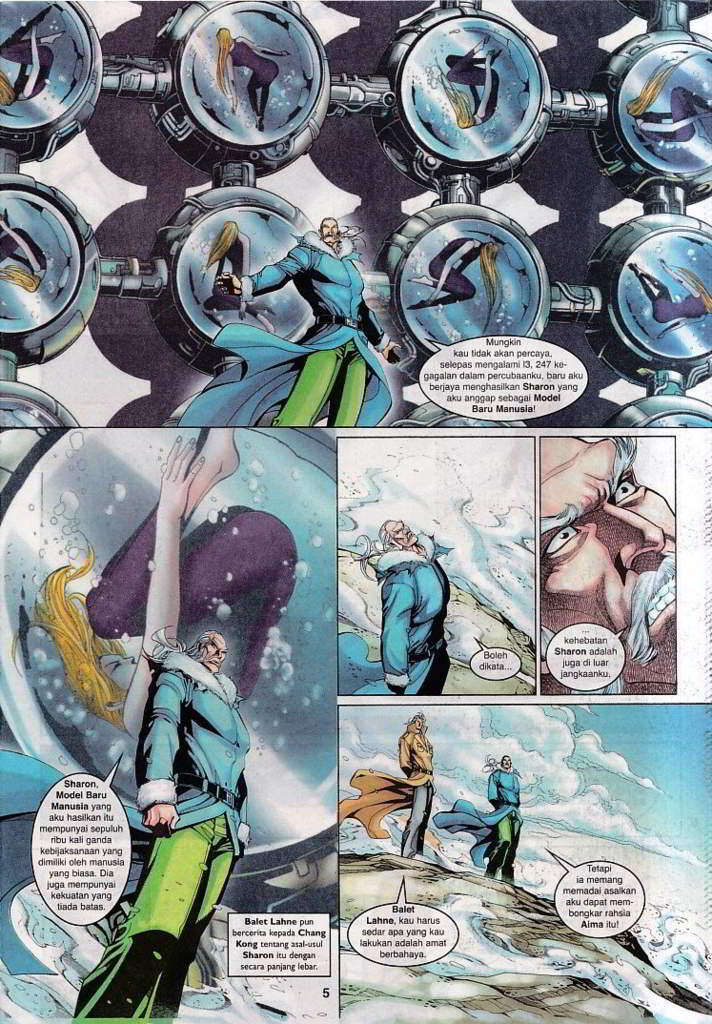 Mungkin
kau tidak akan percaya,
selepas mengalami 13, 247 ke-
gagalan dalam percubaanku, baru aku
berjaya menghasilkan Sharon yang
aku anggap sebagai Model
Baru Manusia!
Sharon,
Model Baru
Manusia yang
aku hasilkan itu
mempunyai sepuluh
ribu kali ganda
kebijaksanaan yang
dimiliki oleh manusia
yang biasa. Dia
juga mempunyai
kekuatan yang
tiada batas.
Balet Lahne pun
bercerita kepada Chang
Kong tentang asal-usul
Sharon itu dengan
secara panjang lebar.
Boleh
dikata...
...
kehebatan
Sharon adalah
juga di luar
jangkaanku.
Balet
Lahne, kau harus
sedar apa yang kau
lakukan adalah amat
berbahaya.
Tetapi
ia memang
memadai asalkan
aku dapat mem-
bongkar rahsia
Alma itu!
5